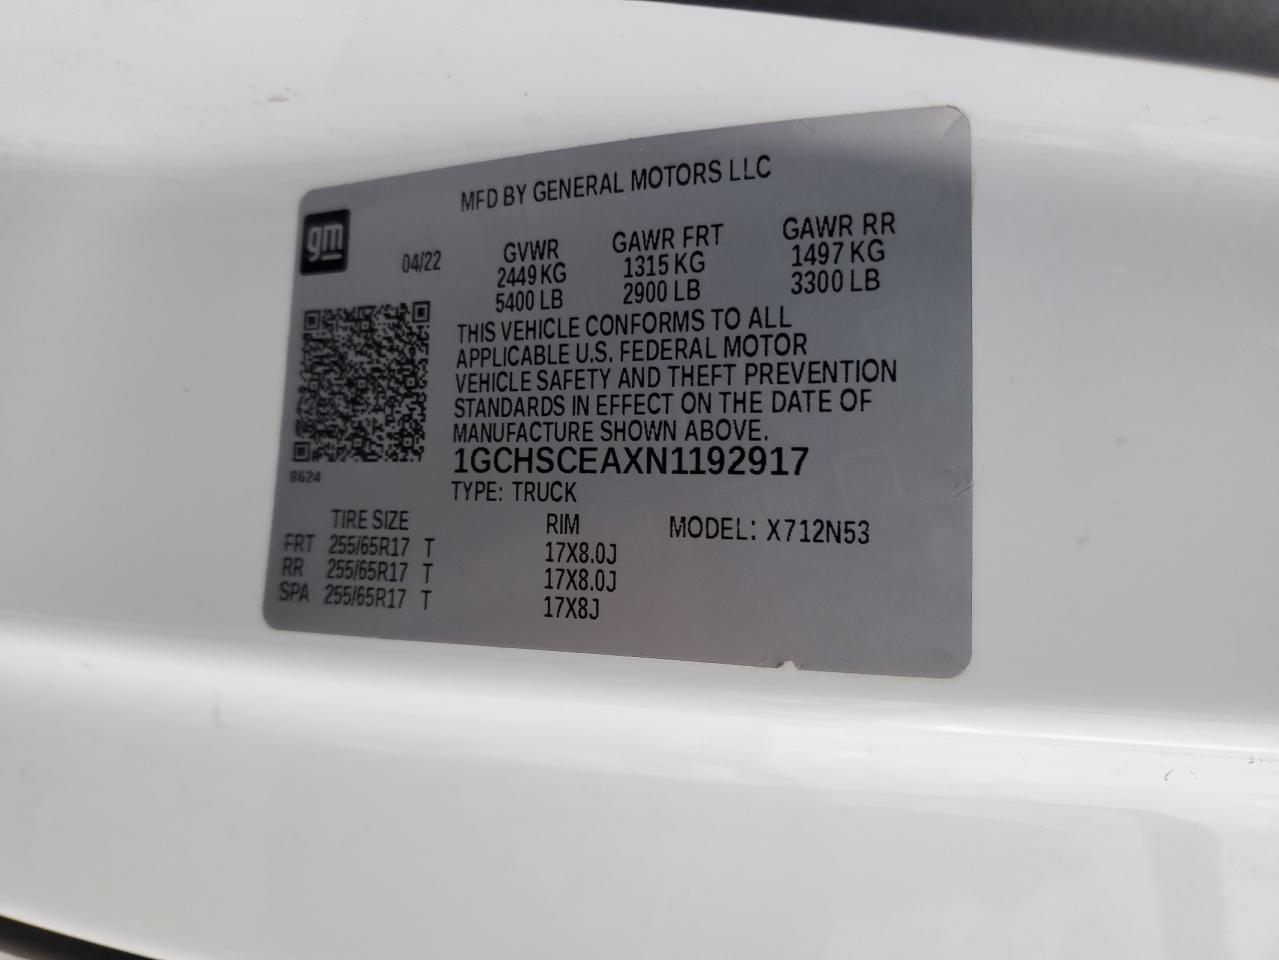 MFD BY GENERAL MOTORS LLC
gm
04/22
GVWR GAWR FRT GAWR RR
2449 KG 1315 KG 1497 KG
5400 LB 2900 LB 3300 LB
THIS VEHICLE CONFORMS TO ALL
APPLICABLE U.S. FEDERAL MOTOR
VEHICLE SAFETY AND THEFT PREVENTION
STANDARDS IN EFFECT ON THE DATE OF
MANUFACTURE SHOWN ABOVE.
1GCHSCEAXN1192917
8624
TYPE: TRUCK
TIRE SIZE RIM MODEL: X712N53
FRT 255/65R17 T 17X8.0J
RR 255/65R17 T 17X8.0J
SPA 255/65R17 T 17X8J